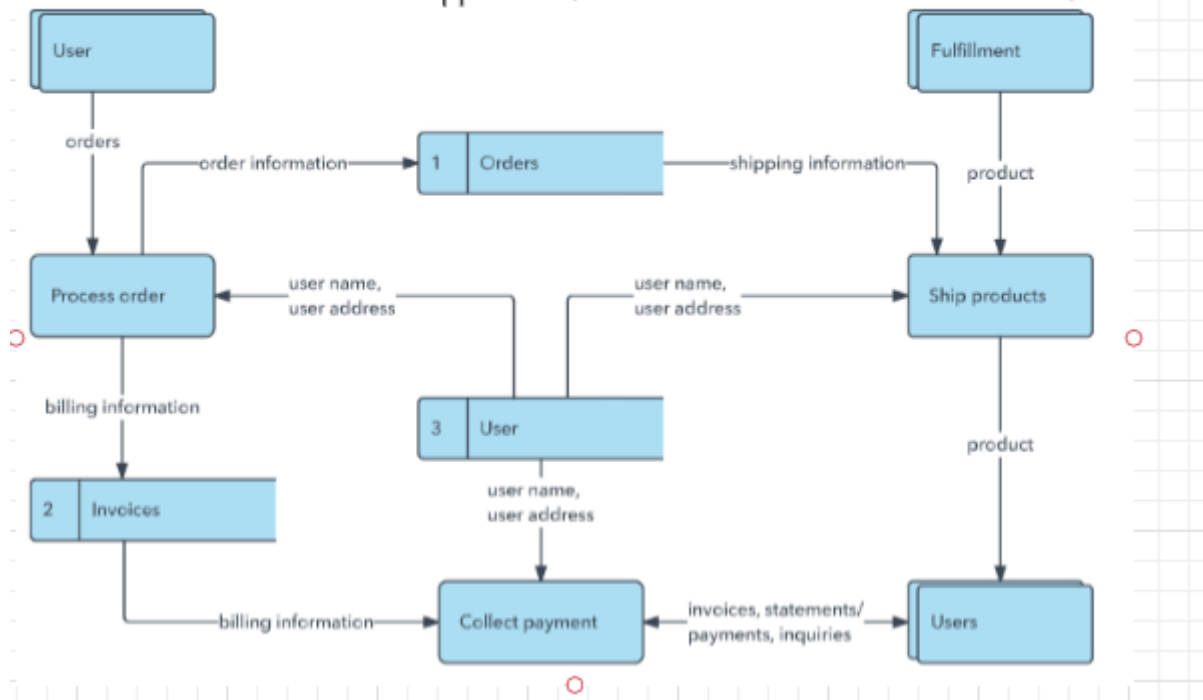 User
Fulfillment
orders
order information
1 Orders
shipping information
product
Process order
user name,
user address
user name,
user address
Ship products
billing information
3 User
product
2 Invoices
user name,
user address
billing information
Collect payment
invoices, statements/
payments, inquiries
Users